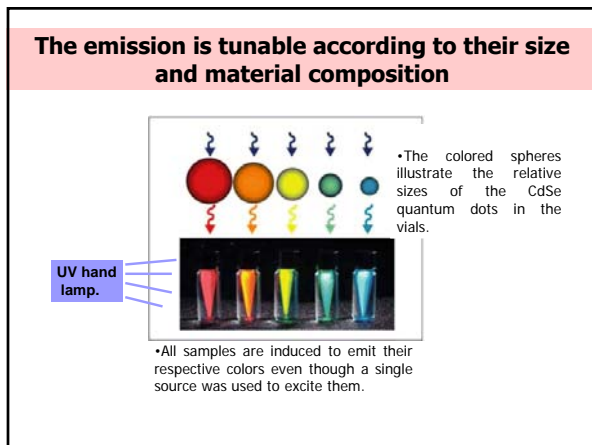 The emission is tunable according to their size
and material composition
•The colored spheres
illustrate the relative
sizes of the CdSe
quantum dots in the
vials.
UV hand
lamp.
•All samples are induced to emit their
respective colors even though a single
source was used to excite them.